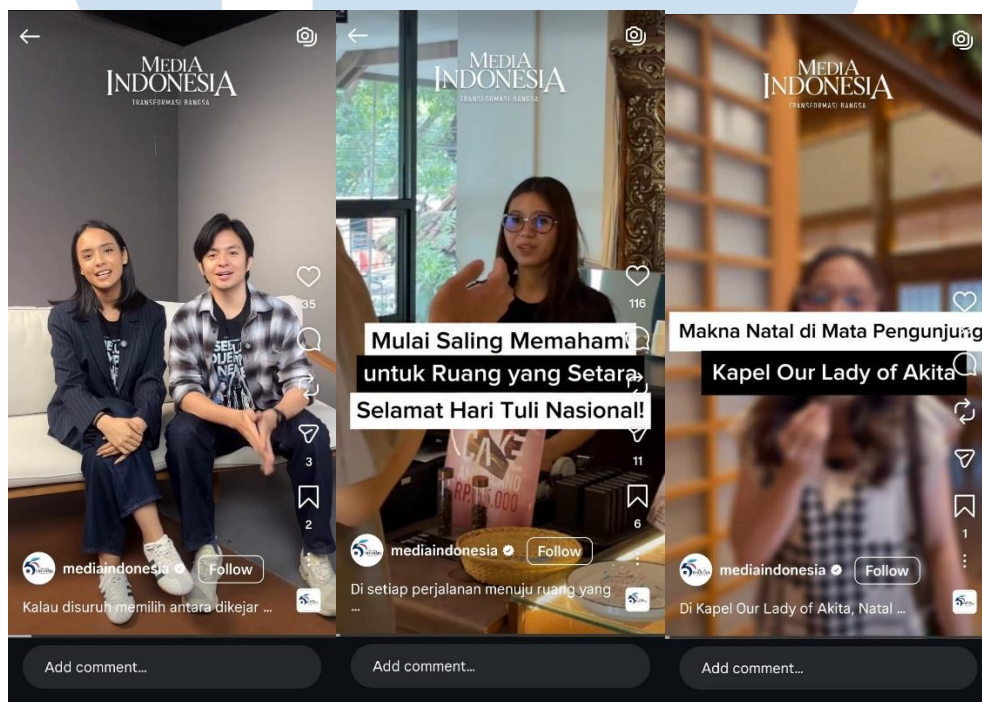 MEDIA
INDONESIA
TRANSFORMASI BANGSA
35
3
2
mediaindonesia
Follow
Kalau disuruh memilih antara dikejar ...
Add comment...
MEDIA
INDONESIA
TRANSFORMASI BANGSA
116
Mulai Saling Memahami
untuk Ruang yang Setara
Selamat Hari Tuli Nasional!
11
6
mediaindonesia
Follow
Di setiap perjalanan menuju ruang yang
...
Add comment...
MEDIA
INDONESIA
TRANSFORMASI BANGSA
Makna Natal di Mata Pengunjung
Kapel Our Lady of Akita
1
mediaindonesia
Follow
Di Kapel Our Lady of Akita, Natal ...
Add comment...